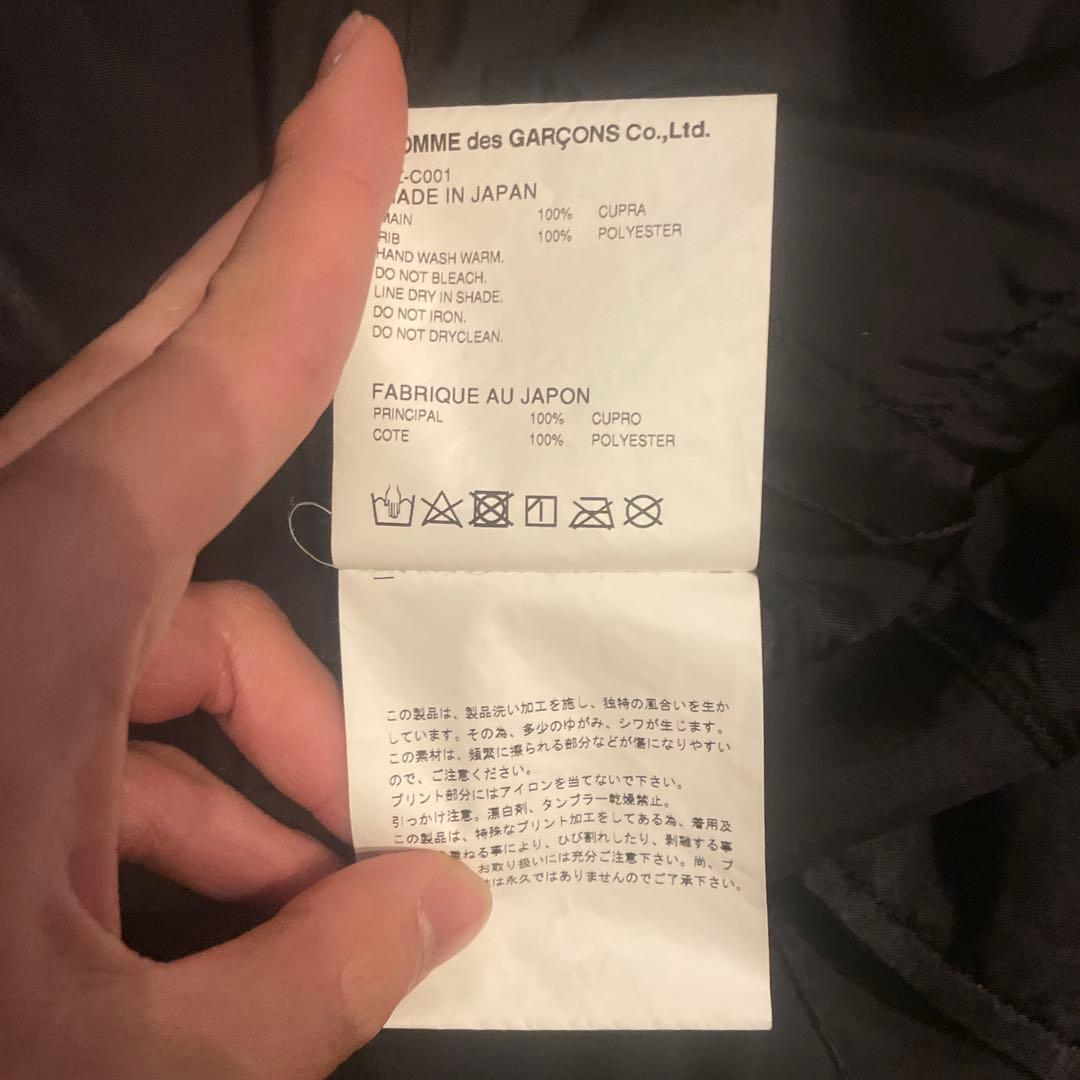 OMME des GARÇONS Co.,Ltd.
-C001
MADE IN JAPAN
MAIN 100% CUPRA
RIB 100% POLYESTER
HAND WASH WARM.
DO NOT BLEACH.
LINE DRY IN SHADE.
DO NOT IRON.
DO NOT DRYCLEAN.
FABRIQUE AU JAPON
PRINCIPAL 100% CUPRO
COTE 100% POLYESTER
この製品は、製品洗い加工を施し、独特の風合いを生か
しています。その為、多少のゆがみ、シワが生じます。
この素材は、頻繁に擦られる部分などが傷になりやすい
ので、ご注意ください。
プリント部分にはアイロンを当てないで下さい。
引っかけ注意。漂白剤、タンブラー乾燥禁止。
この製品は、特殊なプリント加工をしてある為、着用及
重ねる事により、ひび割れしたり、剥離する事
お取り扱いには充分ご注意下さい。尚、プ
は永久ではありませんのでご了承下さい。